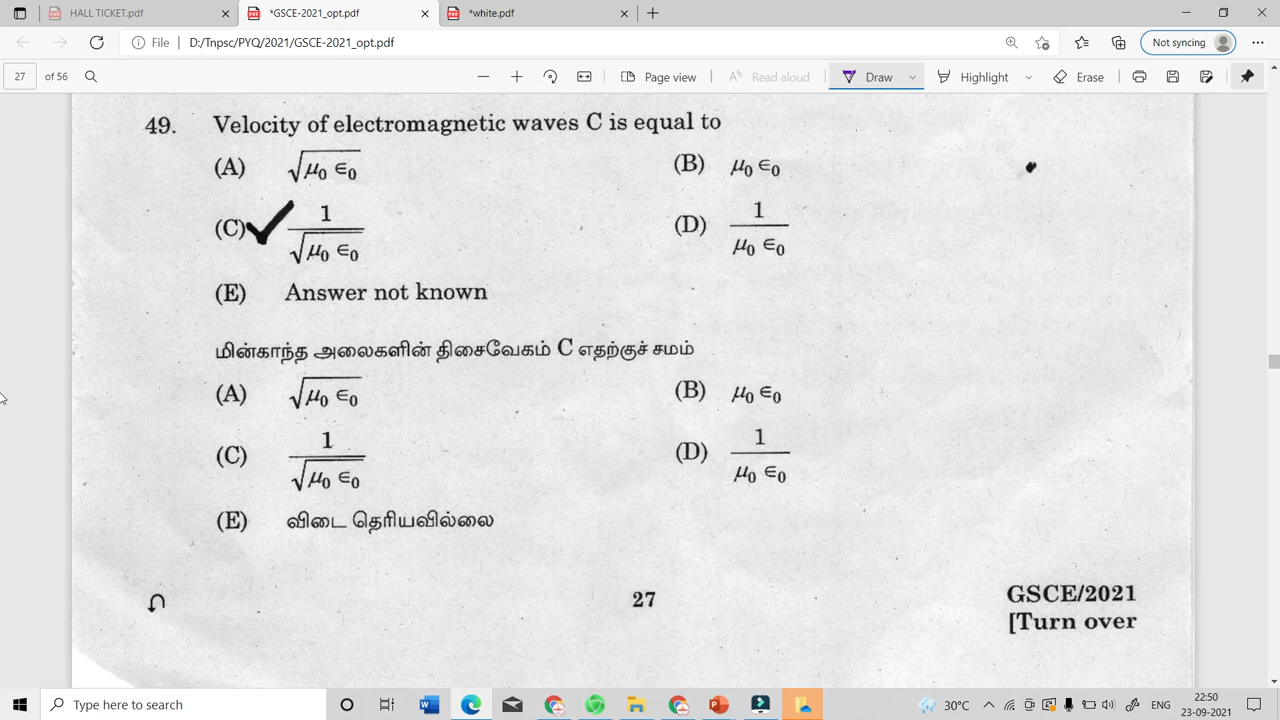 HALL TICKET.pdf
*GSCE-2021_opt.pdf
*white.pdf
File D:/Tnpsc/PYQ/2021/GSCE-2021_opt.pdf
Not syncing
27 of 56
Page view
Read aloud
Draw
Highlight
Erase
49. Velocity of electromagnetic waves C is equal to
(A) √μ₀ ∈₀ (B) μ₀ ∈₀
(C) 1/√μ₀ ∈₀ (D) 1/μ₀ ∈₀
(E) Answer not known
மின்காந்த அலைகளின் திசைவேகம் C எதற்குச் சமம்
(A) √μ₀ ∈₀ (B) μ₀ ∈₀
(C) 1/√μ₀ ∈₀ (D) 1/μ₀ ∈₀
(E) விடை தெரியவில்லை
27
GSCE/2021
[Turn over
Type here to search
30°C
ENG
22:50
23-09-2021